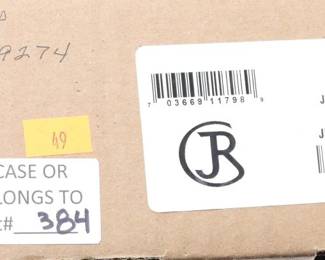 9274
7 03669 11798 9
J
JR
J
49
CASE OR
LONGS TO
# 384